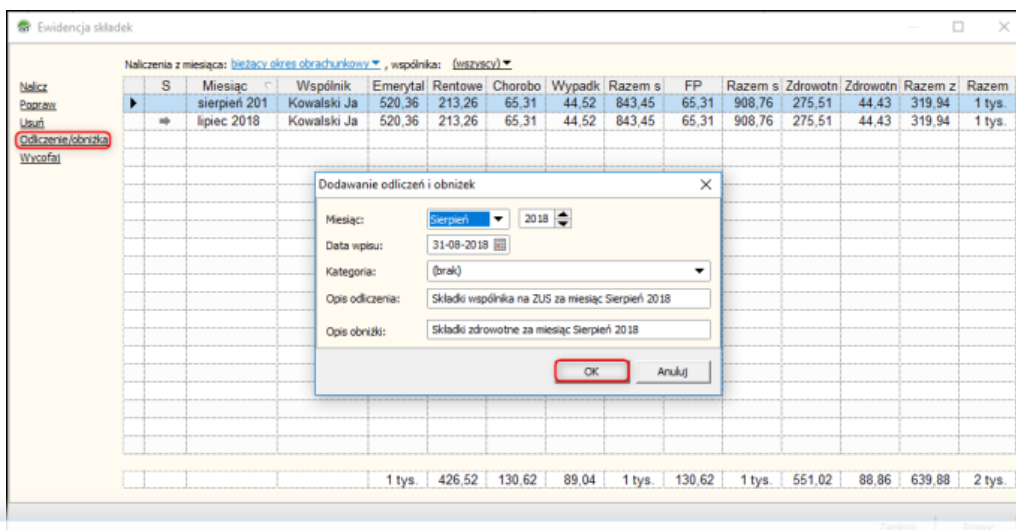 Ewidencja składek
Naliczenia z miesiąca: bieżący okres obrachunkowy , wspólnika: (wszyscy)
Nalicz
Popraw
Usuń
Odliczenie/obniżka
Wycofaj
S Miesiąc Wspólnik Emerytal Rentowe Chorobo Wypadk Razem s FP Razem s Zdrowotn Zdrowotn Razem z Razem
sierpień 201 Kowalski Ja 520,36 213,26 65,31 44,52 843,45 65,31 908,76 275,51 44,43 319,94 1 tys.
lipiec 2018 Kowalski Ja 520,36 213,26 65,31 44,52 843,45 65,31 908,76 275,51 44,43 319,94 1 tys.
Dodawanie odliczeń i obniżek
Miesiąc: Sierpień 2018
Data wpisu: 31-08-2018
Kategoria: (brak)
Opis odliczenia: Składki wspólnika na ZUS za miesiąc Sierpień 2018
Opis obniżki: Składki zdrowotne za miesiąc Sierpień 2018
OK Anuluj
1 tys. 426,52 130,62 89,04 1 tys. 130,62 1 tys. 551,02 88,86 639,88 2 tys.
Zamknij Pomoc